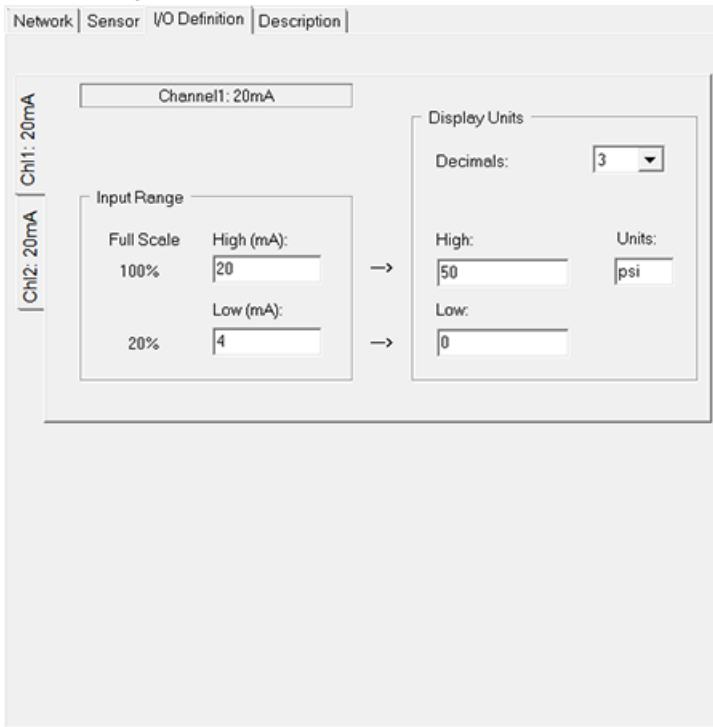 Network Sensor I/O Definition Description
Chl1: 20mA
Chl2: 20mA
Channel1: 20mA
Input Range
Full Scale High (mA):
100% 20
Low (mA):
20% 4
—>
—>
Display Units
Decimals: 3
High: Units:
50 psi
Low:
0